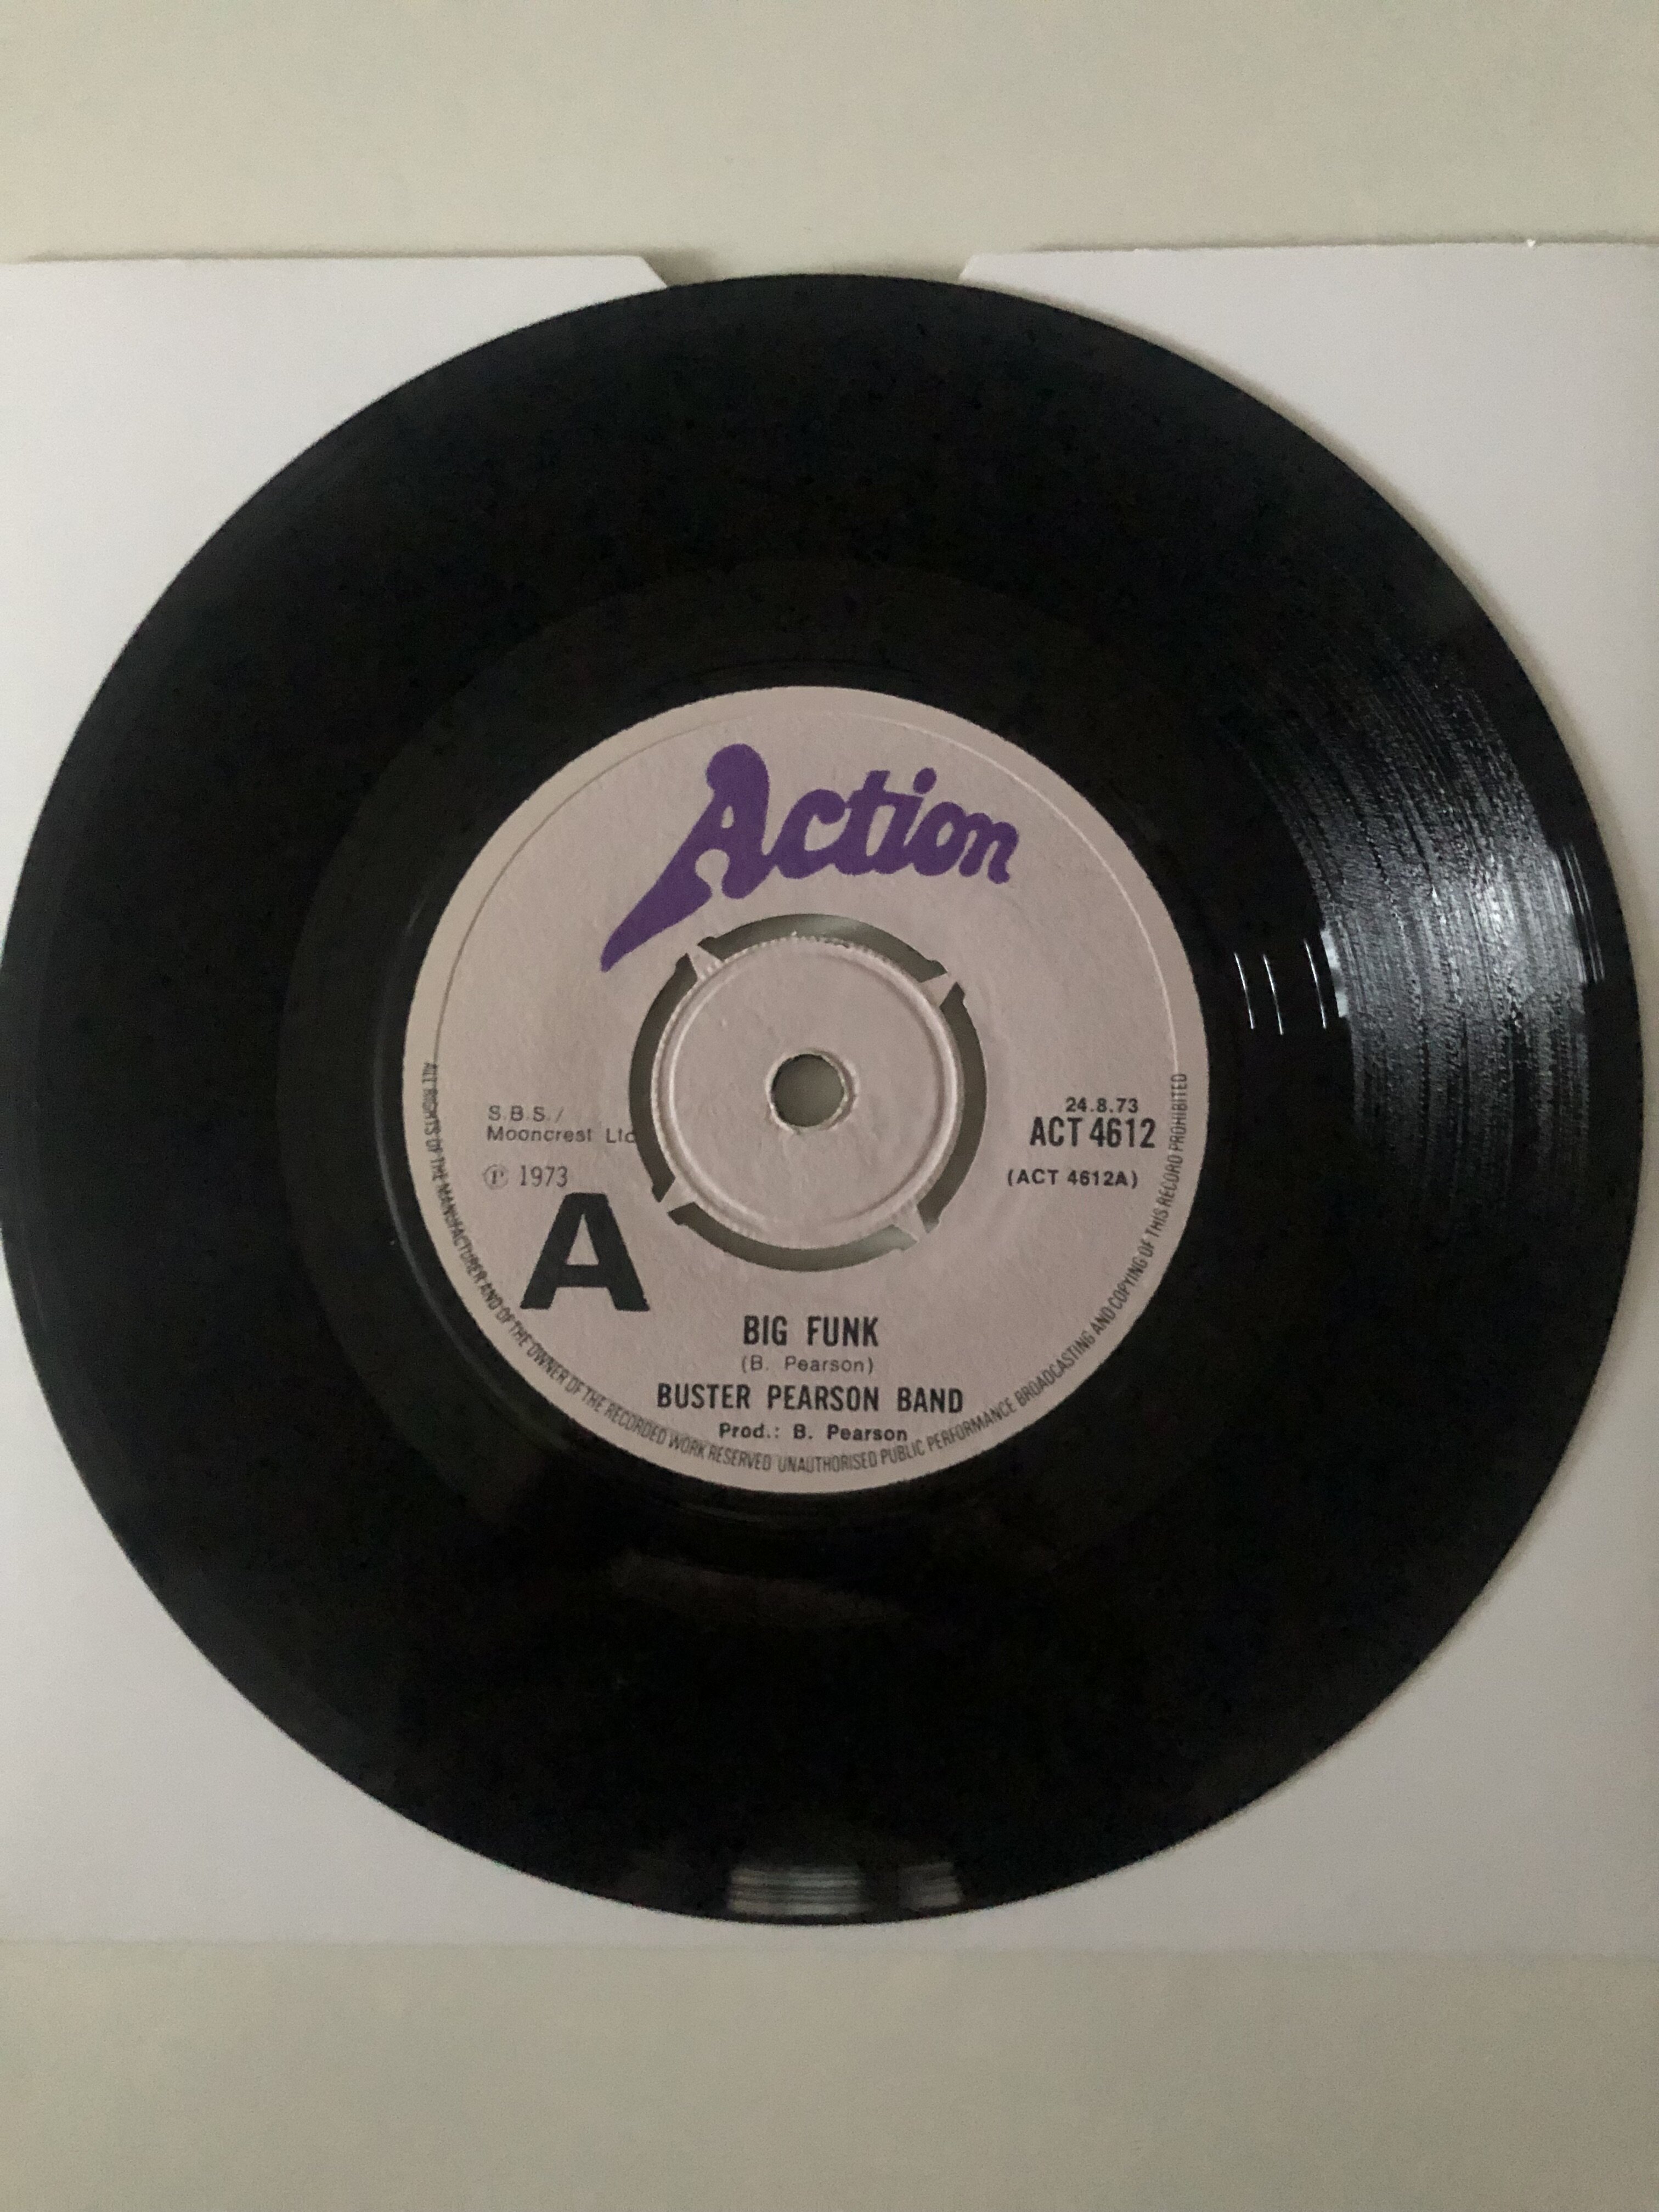 Action
S.B.S./
Mooncrest Ltd
℗ 1973
A
24.8.73
ACT 4612
(ACT 4612A)
BIG FUNK
(B. Pearson)
BUSTER PEARSON BAND
Prod.: B. Pearson
ALL RIGHTS OF THE MANUFACTURER AND OF THE OWNER OF THE RECORDED WORK RESERVED UNAUTHORISED PUBLIC PERFORMANCE BROADCASTING AND COPYING OF THIS RECORD PROHIBITED